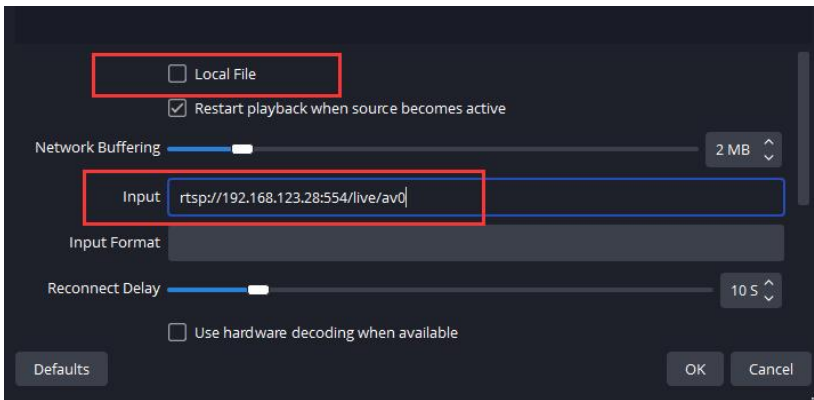 Local File
Restart playback when source becomes active
Network Buffering 2 MB
Input rtsp://192.168.123.28:554/live/av0
Input Format
Reconnect Delay 10 S
Use hardware decoding when available
Defaults OK Cancel